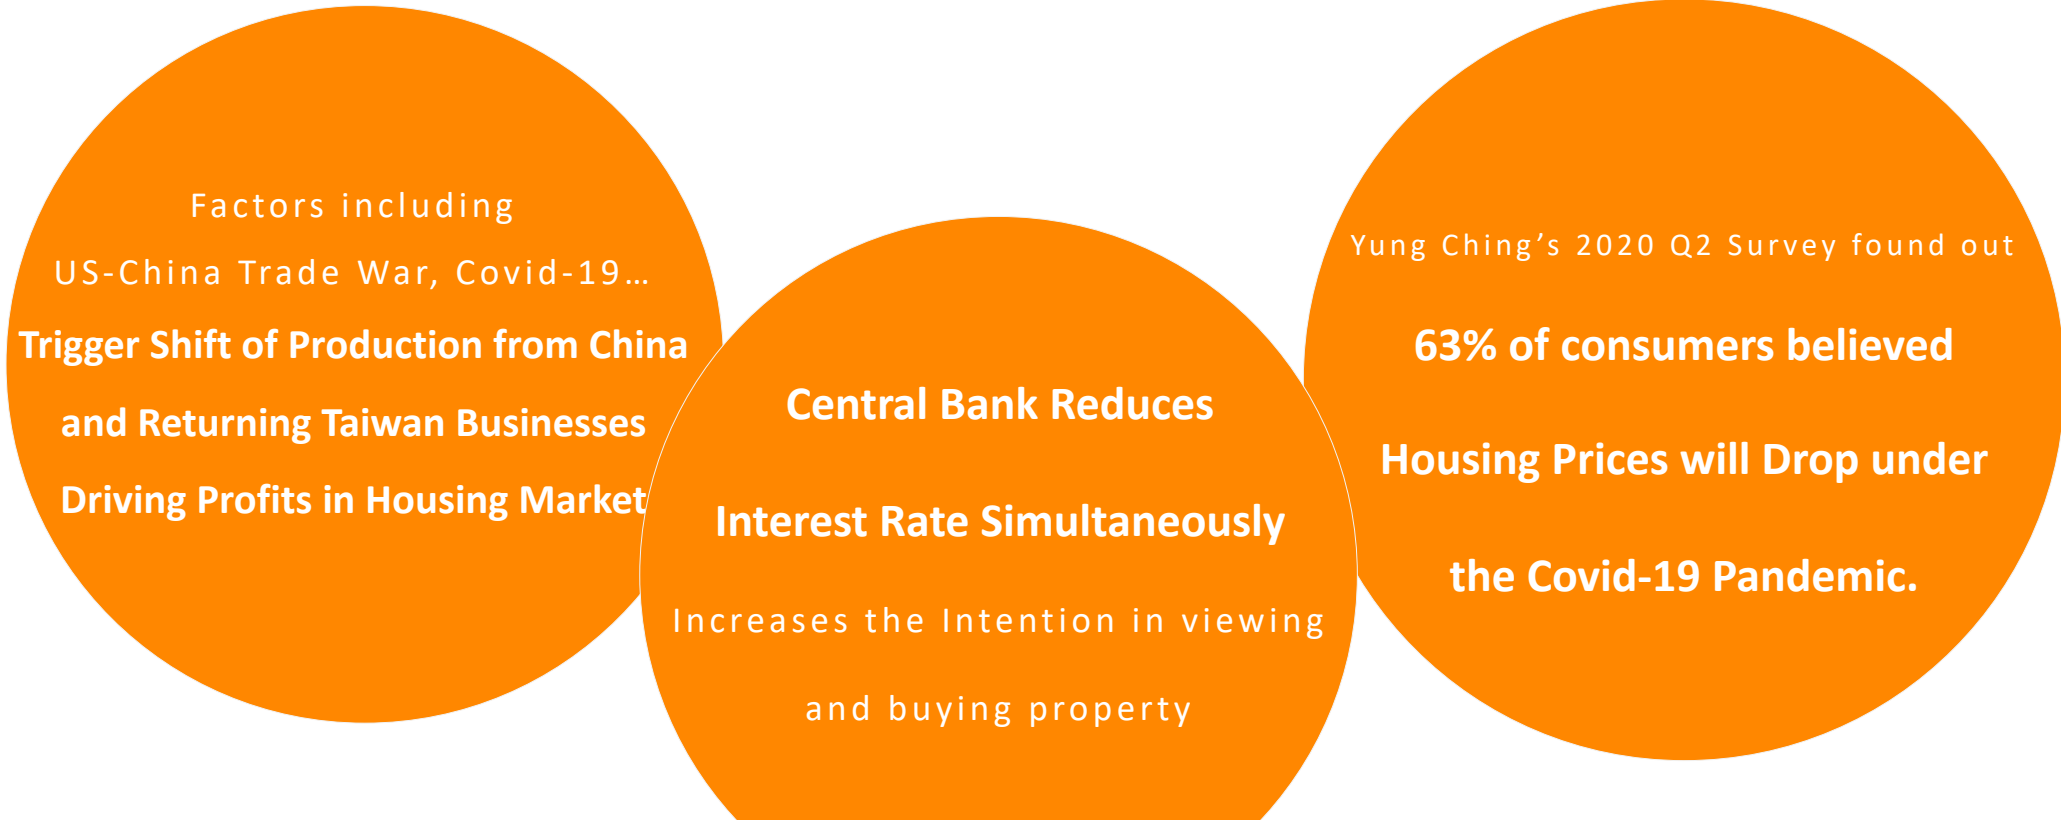 Factors including
US-China Trade War, Covid-19…
Trigger Shift of Production from China
and Returning Taiwan Businesses
Driving Profits in Housing Market
Central Bank Reduces
Interest Rate Simultaneously
Increases the Intention in viewing
and buying property
Yung Ching’s 2020 Q2 Survey found out
63% of consumers believed
Housing Prices will Drop under
the Covid-19 Pandemic.